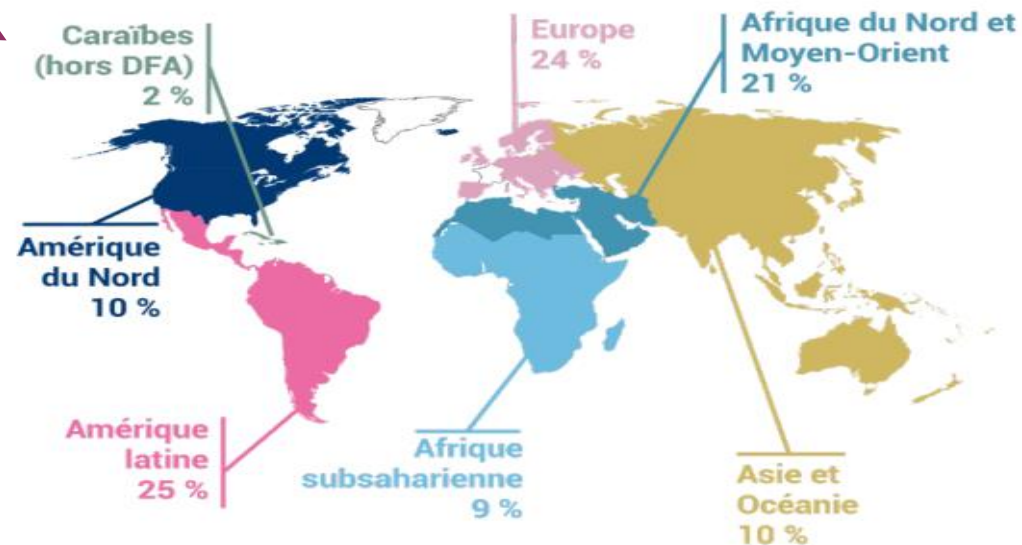 Caraïbes
(hors DFA)
2 %
Europe
24 %
Afrique du Nord et
Moyen-Orient
21 %
Amérique
du Nord
10 %
Amérique
latine
25 %
Afrique
subsaharienne
9 %
Asie et
Océanie
10 %